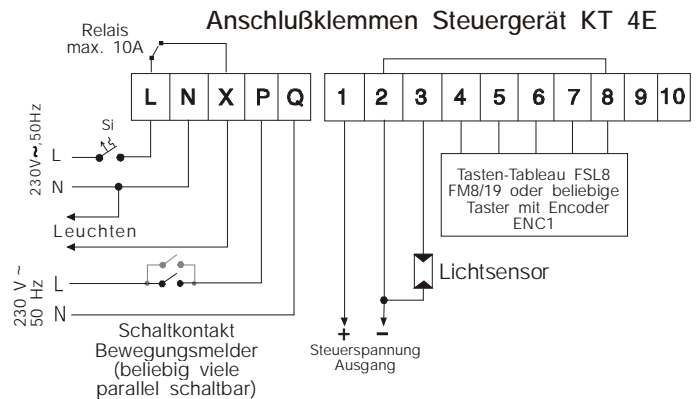 Anschlußklemmen Steuergerät KT 4E
Relais
max. 10A
L N X P Q
1 2 3 4 5 6 7 8 9 10
230V~,50Hz
Si
L
N
Leuchten
230 V ~
50 Hz
L
N
Schaltkontakt
Bewegungsmelder
(beliebig viele
parallel schaltbar)
Tasten-Tableau FSL8
FM8/19 oder beliebige
Taster mit Encoder
ENC1
Lichtsensor
+ −
Steuerspannung
Ausgang